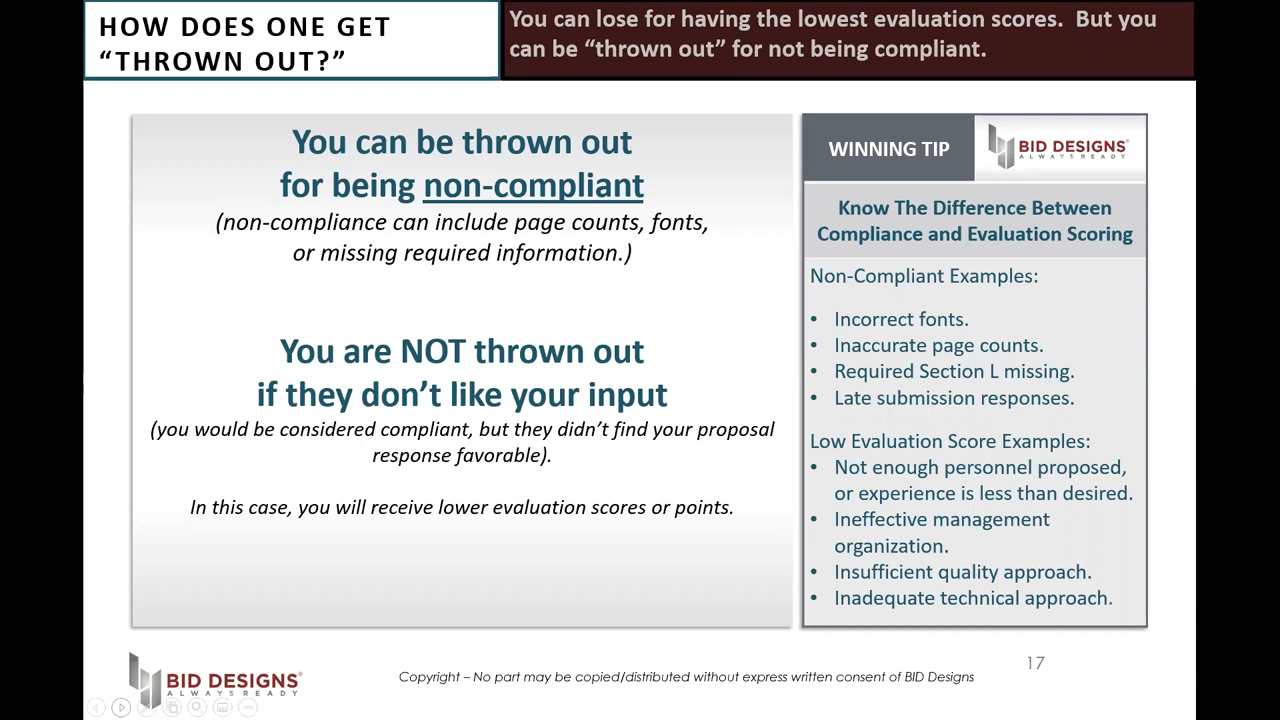 HOW DOES ONE GET
“THROWN OUT?”
You can lose for having the lowest evaluation scores. But you
can be “thrown out” for not being compliant.
You can be thrown out
for being non-compliant
(non-compliance can include page counts, fonts,
or missing required information.)
You are NOT thrown out
if they don’t like your input
(you would be considered compliant, but they didn’t find your proposal
response favorable).
In this case, you will receive lower evaluation scores or points.
WINNING TIP
BID DESIGNS®
ALWAYS READY
Know The Difference Between
Compliance and Evaluation Scoring
Non-Compliant Examples:
• Incorrect fonts.
• Inaccurate page counts.
• Required Section L missing.
• Late submission responses.
Low Evaluation Score Examples:
• Not enough personnel proposed,
or experience is less than desired.
• Ineffective management
organization.
• Insufficient quality approach.
• Inadequate technical approach.
BID DESIGNS®
ALWAYS READY
Copyright – No part may be copied/distributed without express written consent of BID Designs
17